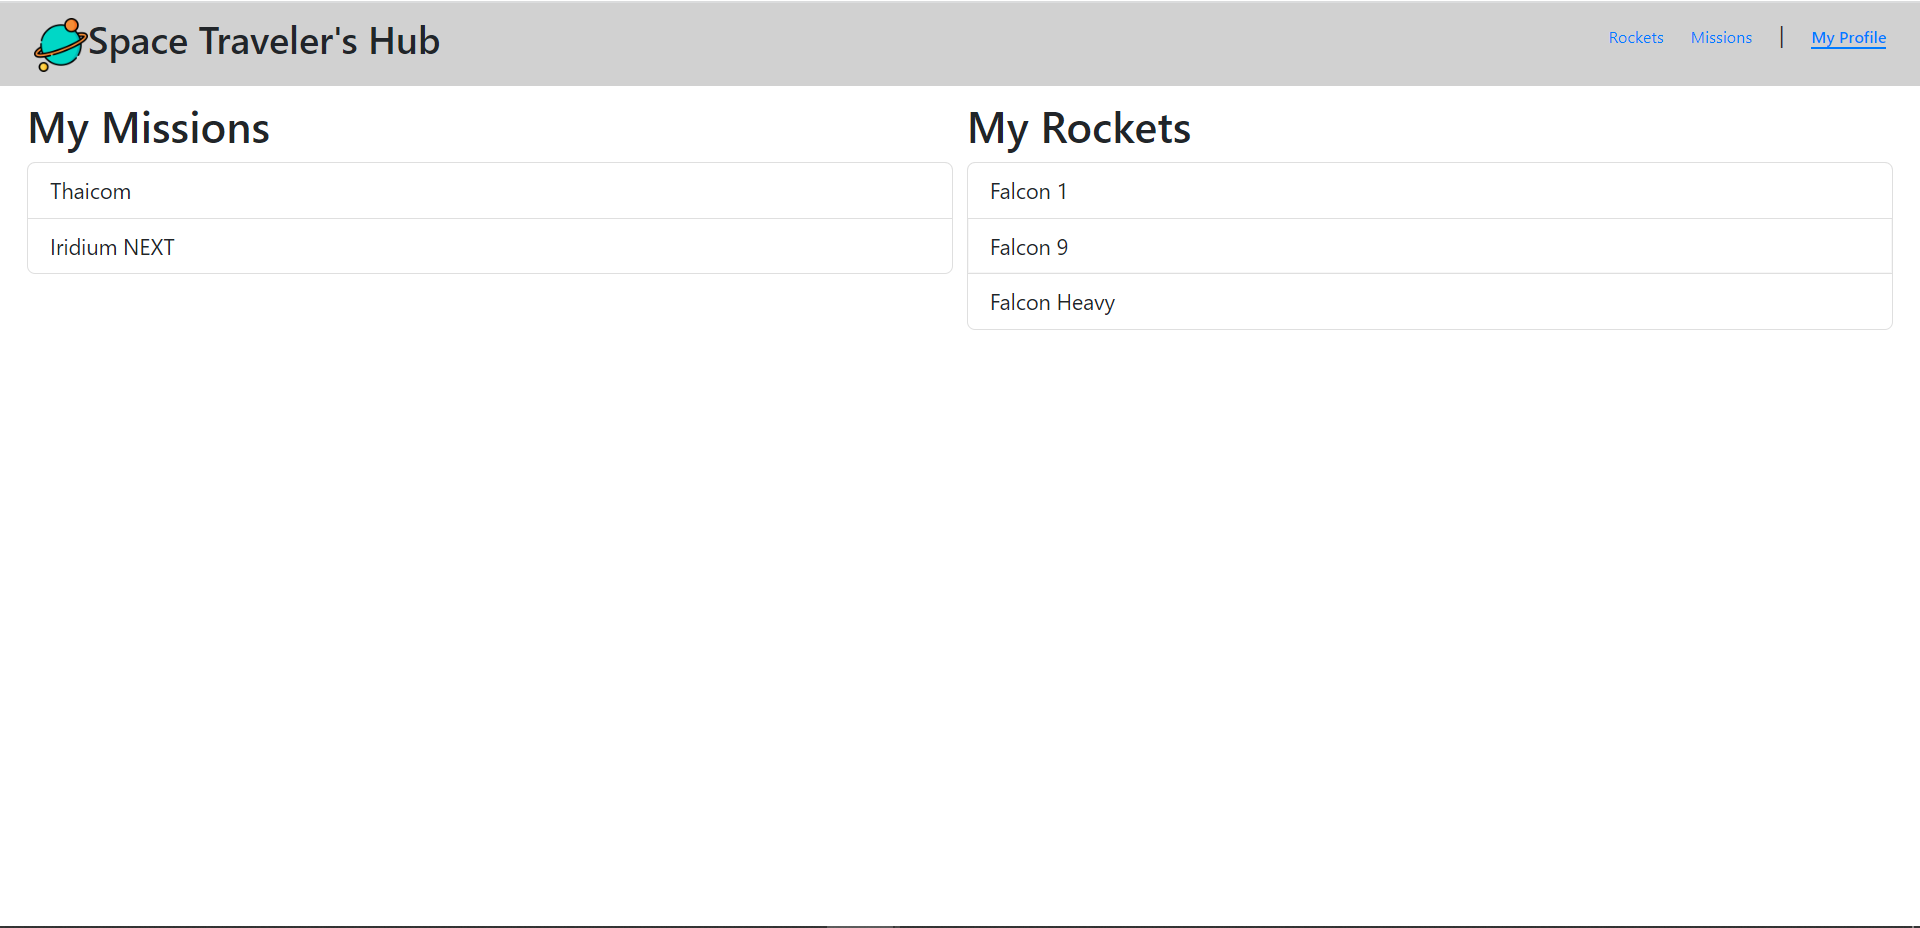 Space Traveler's Hub
Rockets Missions | My Profile
My Missions
Thaicom
Iridium NEXT
My Rockets
Falcon 1
Falcon 9
Falcon Heavy